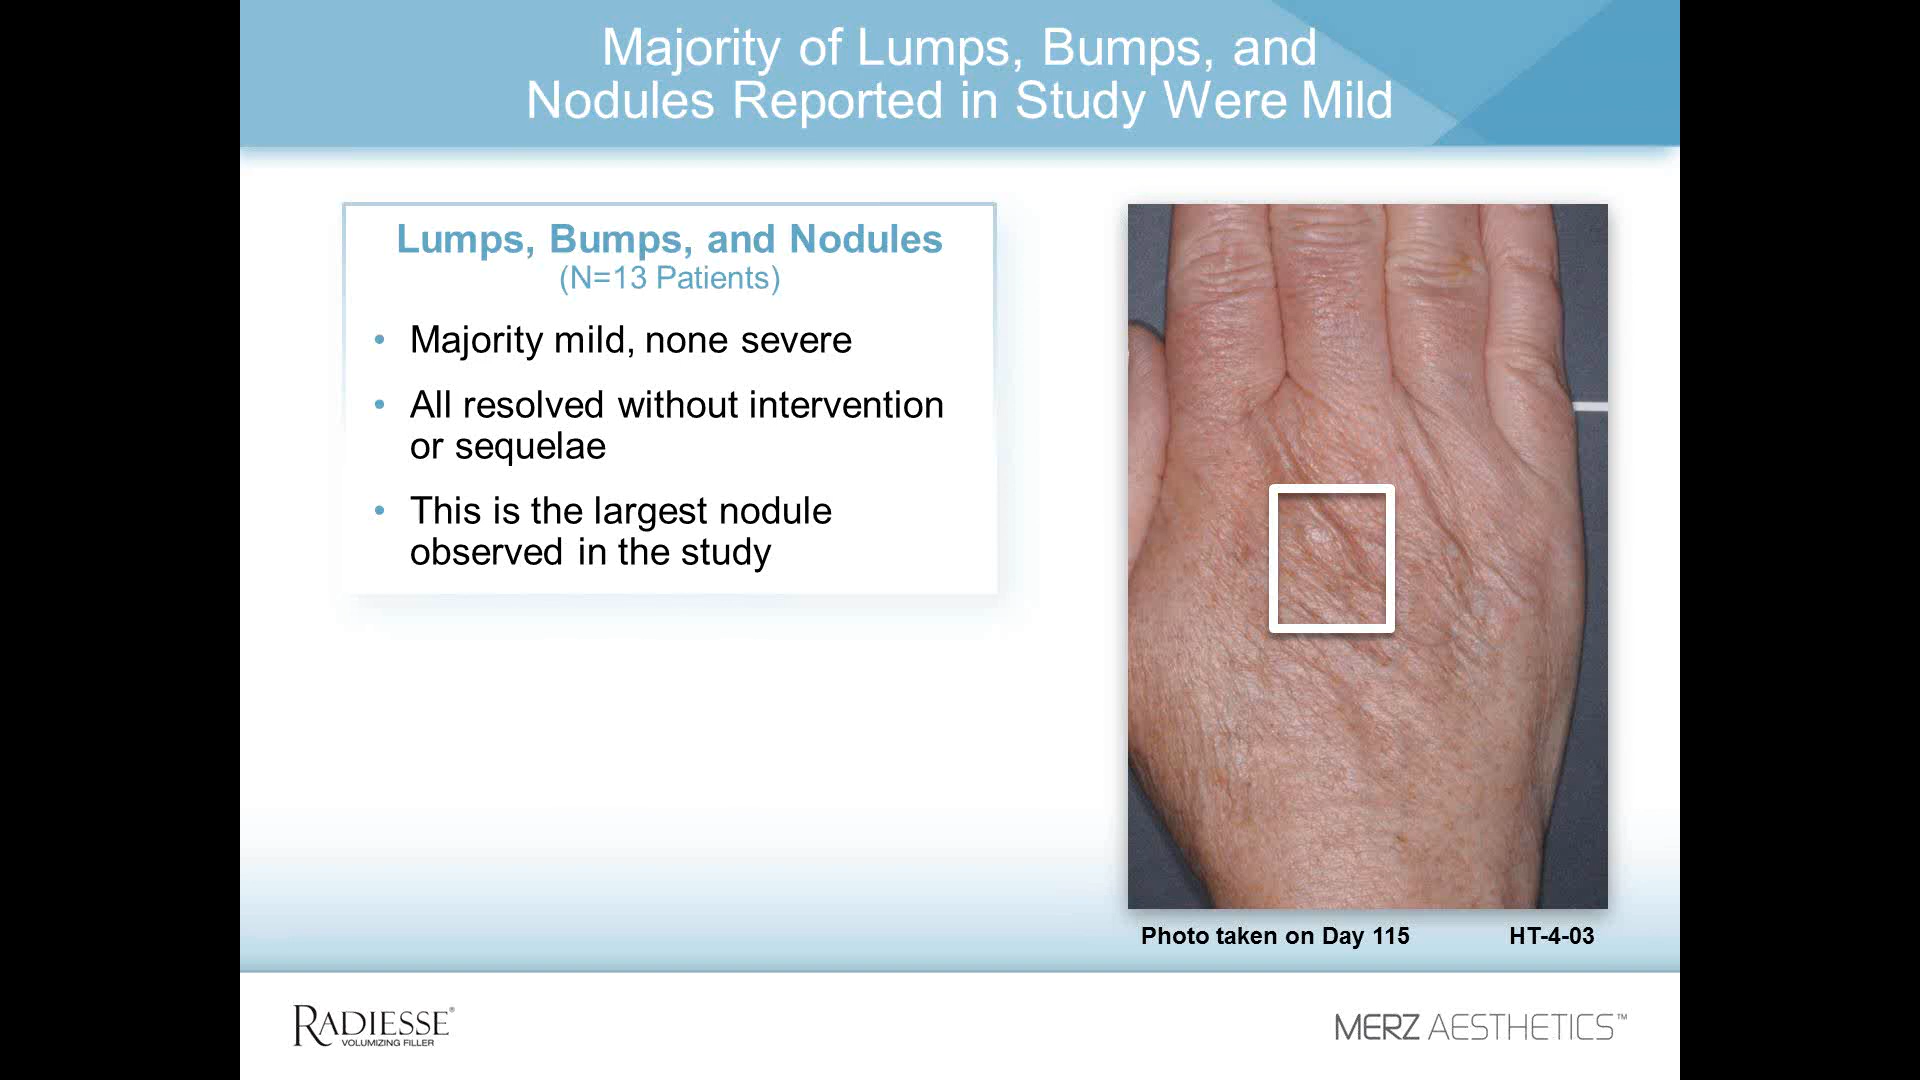 Majority of Lumps, Bumps, and
Nodules Reported in Study Were Mild
Lumps, Bumps, and Nodules
(N=13 Patients)
• Majority mild, none severe
• All resolved without intervention
or sequelae
• This is the largest nodule
observed in the study
Photo taken on Day 115 HT-4-03
RADIESSE®
VOLUMIZING FILLER
MERZ AESTHETICS™